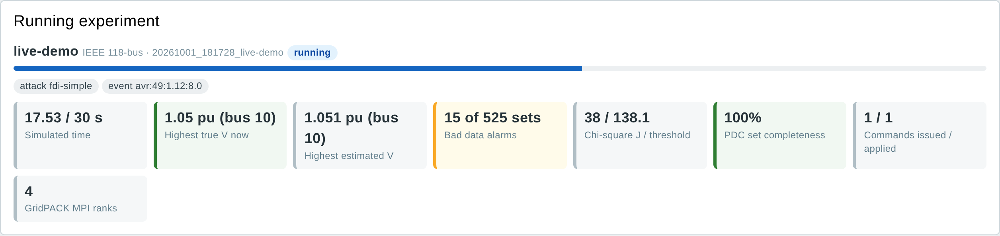 Running experiment
live-demo IEEE 118-bus · 20261001_181728_live-demo running
attack fdi-simple event avr:49:1.12:8.0
17.53 / 30 s
Simulated time
1.05 pu (bus 10)
Highest true V now
1.051 pu (bus
10)
Highest estimated V
15 of 525 sets
Bad data alarms
38 / 138.1
Chi-square J / threshold
100%
PDC set completeness
1 / 1
Commands issued /
applied
4
GridPACK MPI ranks